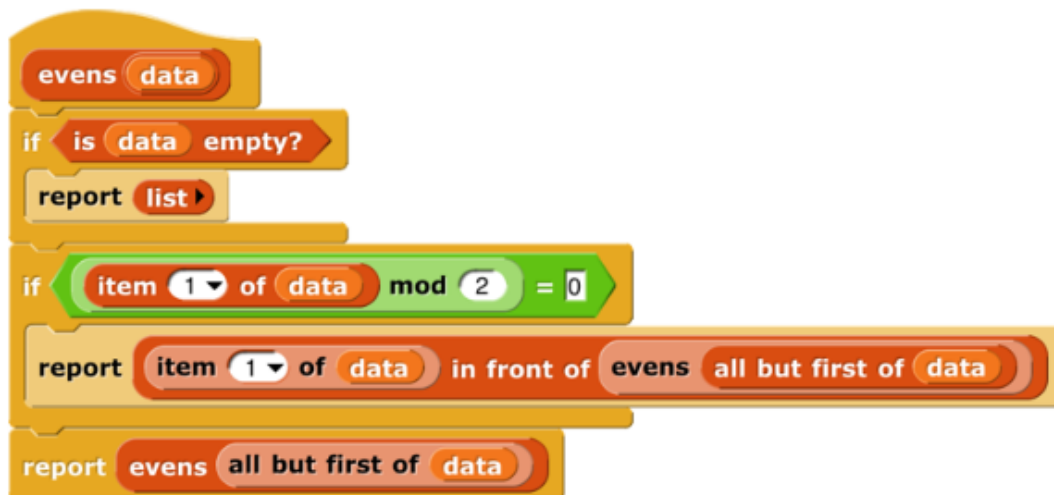 evens data
if is data empty?
report list
if item 1 of data mod 2 = 0
report item 1 of data in front of evens all but first of data
report evens all but first of data